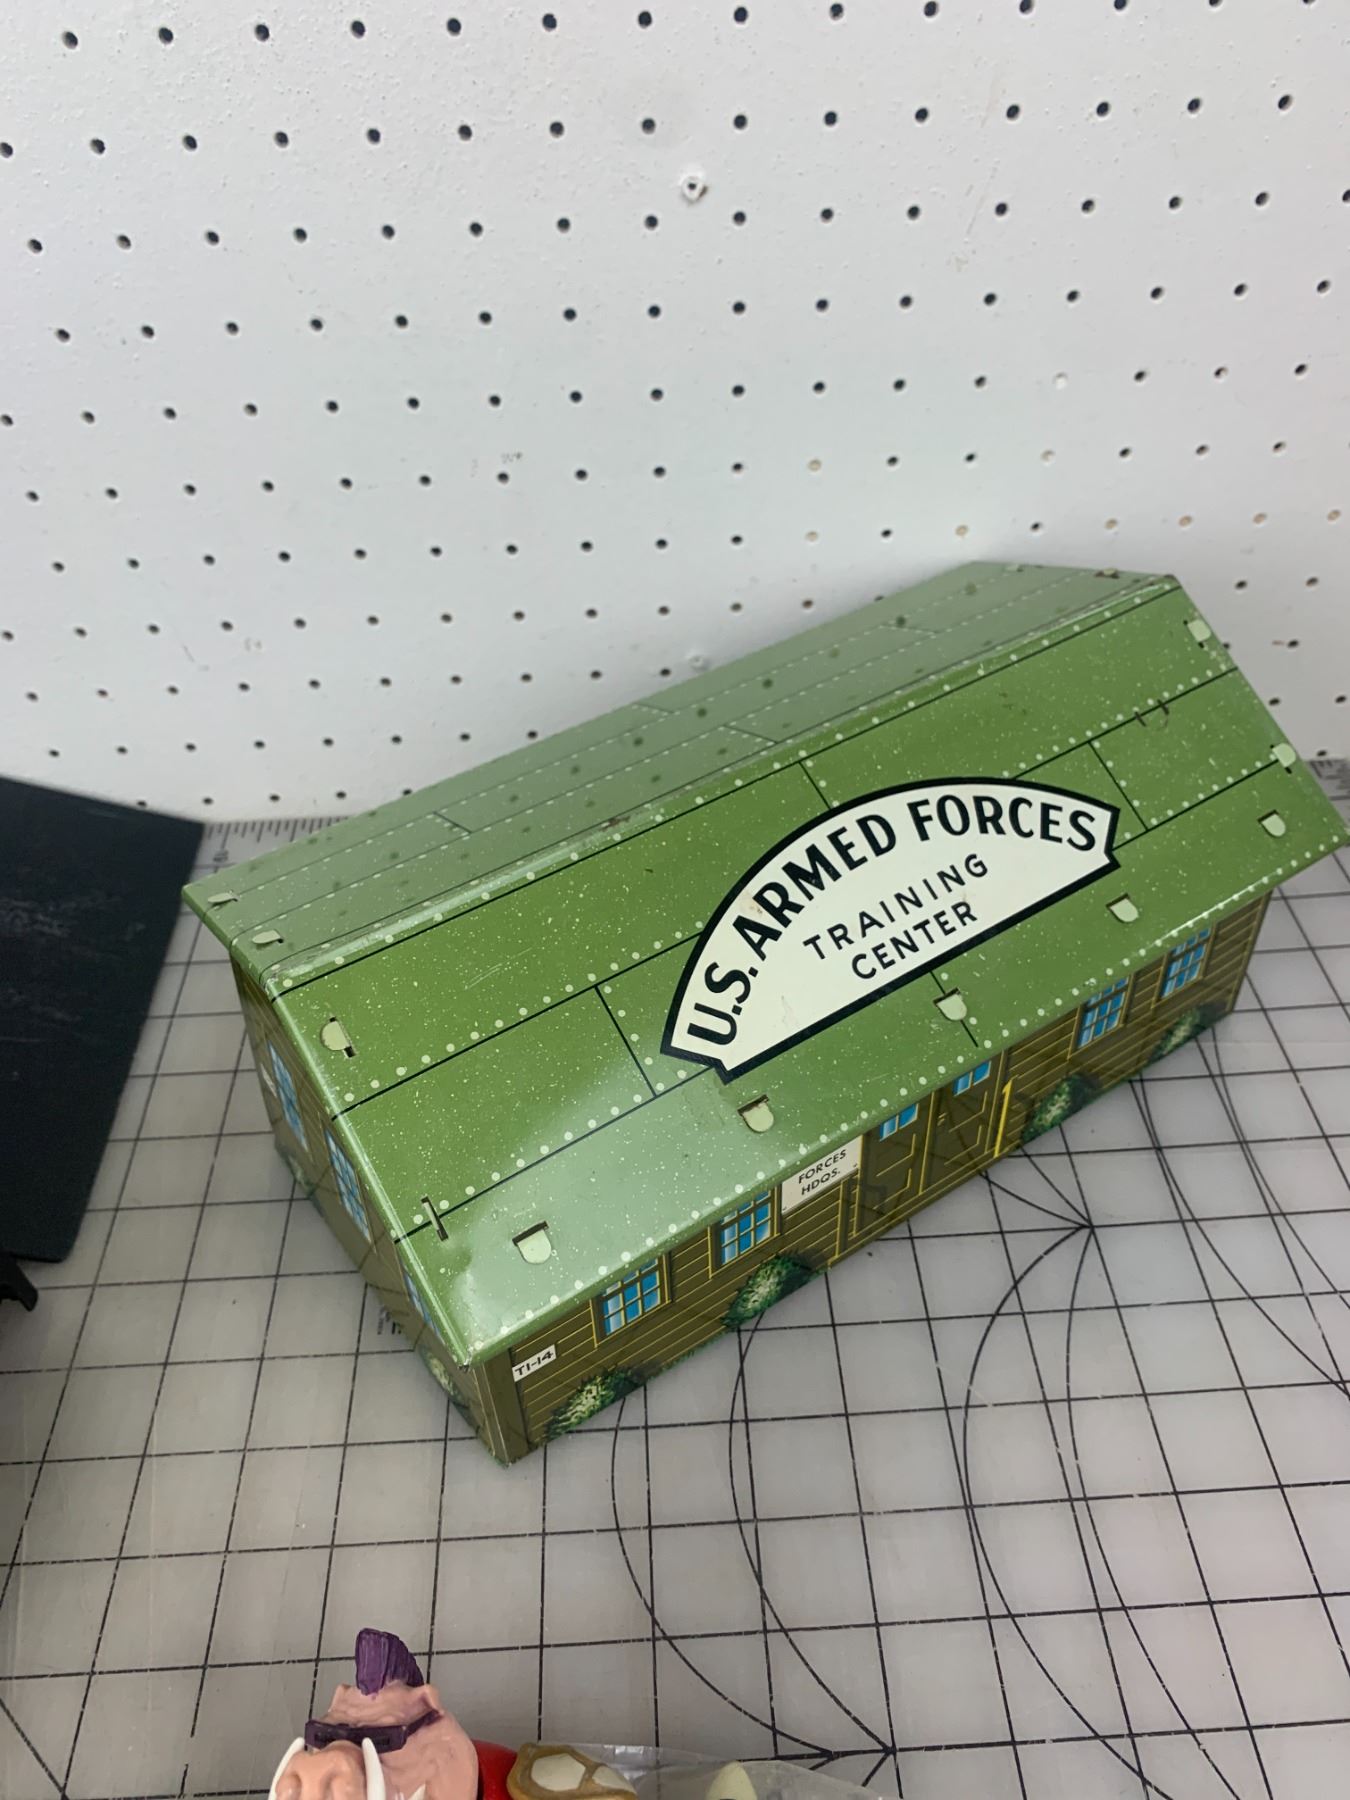 U.S. ARMED FORCES
TRAINING
CENTER
FORCES
HDQS.
T1-14